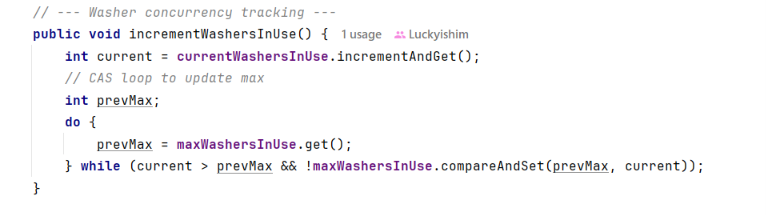 // --- Washer concurrency tracking ---
public void incrementWashersInUse() { 1 usage Luckyishim
int current = currentWashersInUse.incrementAndGet();
// CAS loop to update max
int prevMax;
do {
prevMax = maxWashersInUse.get();
} while (current > prevMax && !maxWashersInUse.compareAndSet(prevMax, current));
}